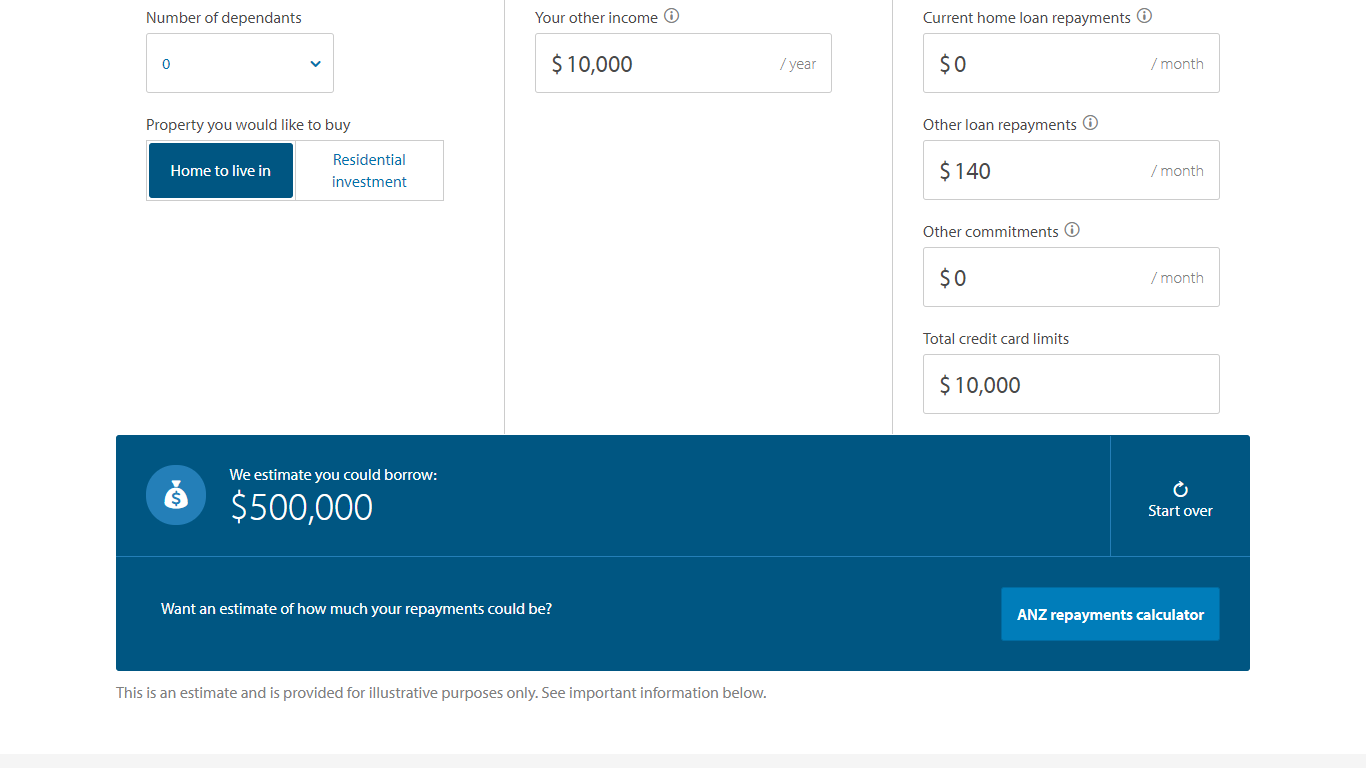 Number of dependants
0
Property you would like to buy
Home to live in
Residential
investment
Your other income
$ 10,000 / year
Current home loan repayments
$ 0 / month
Other loan repayments
$ 140 / month
Other commitments
$ 0 / month
Total credit card limits
$ 10,000
We estimate you could borrow:
$500,000
Start over
Want an estimate of how much your repayments could be?
ANZ repayments calculator
This is an estimate and is provided for illustrative purposes only. See important information below.